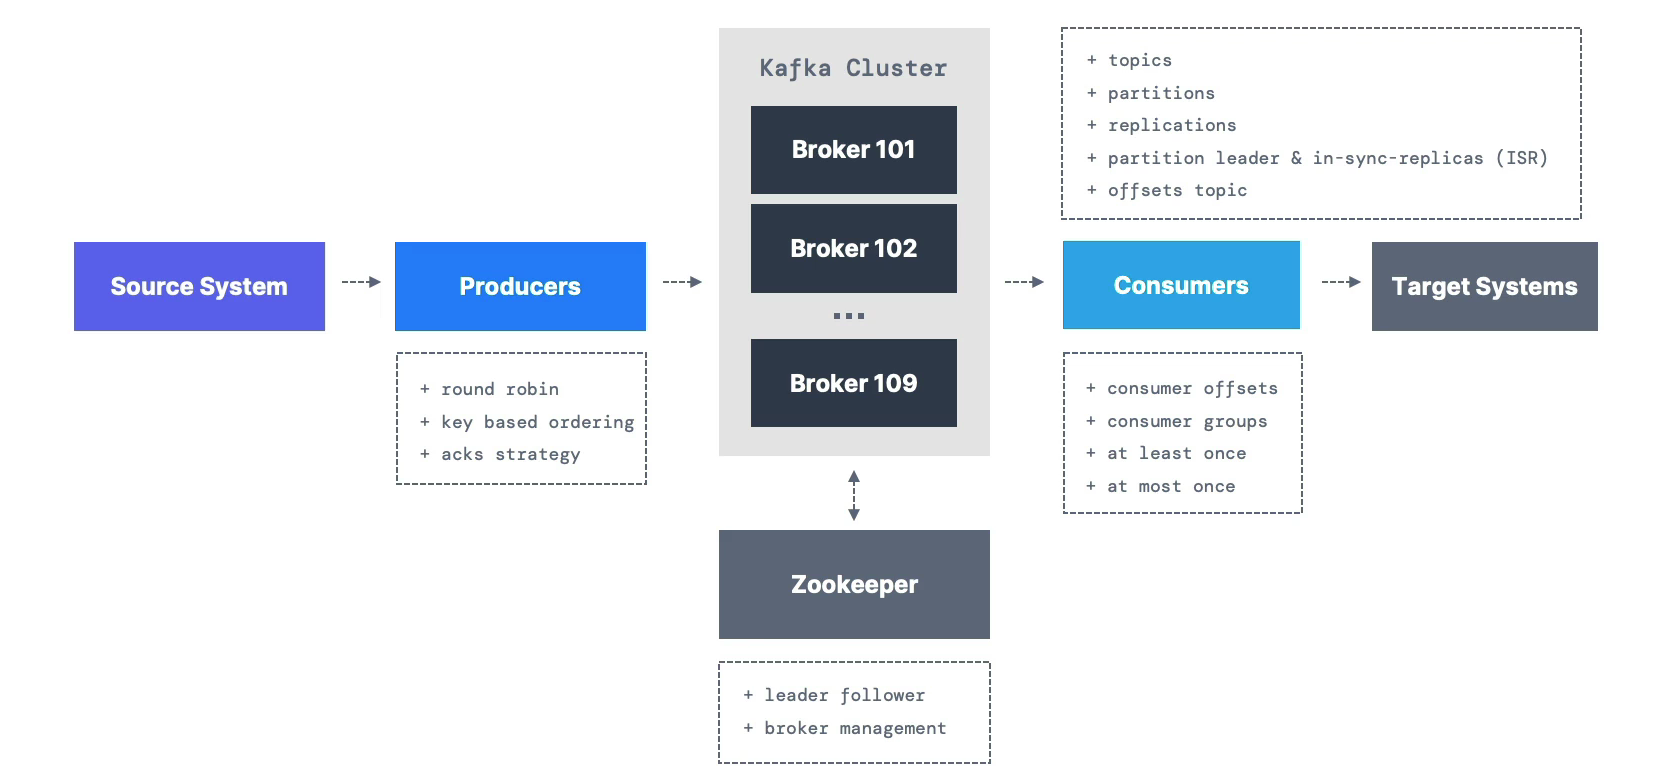 Kafka Cluster
Broker 101
Broker 102
...
Broker 109
+ topics
+ partitions
+ replications
+ partition leader & in-sync-replicas (ISR)
+ offsets topic
Source System
Producers
Consumers
Target Systems
+ round robin
+ key based ordering
+ acks strategy
+ consumer offsets
+ consumer groups
+ at least once
+ at most once
Zookeeper
+ leader follower
+ broker management